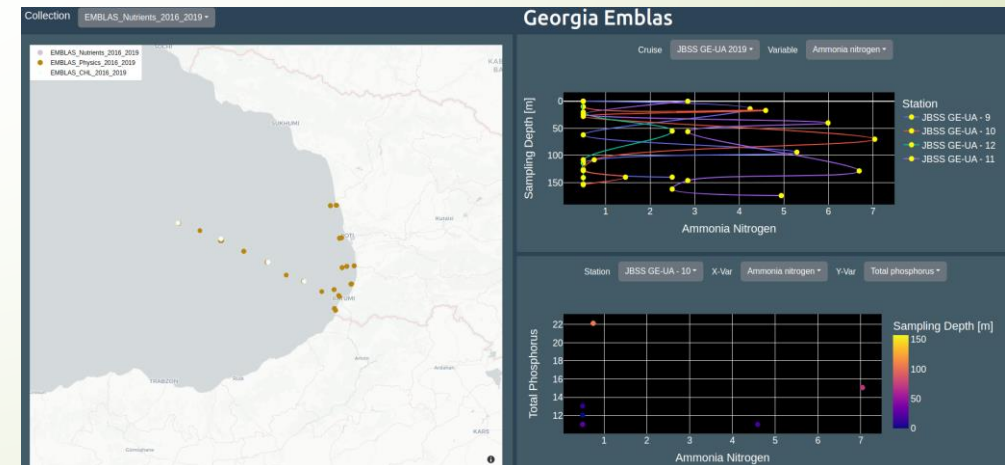 Collection
EMBLAS_Nutrients_2016_2019
Georgia Emblas
EMBLAS_Nutrients_2016_2019
EMBLAS_Physics_2016_2019
EMBLAS_CHL_2016_2019
SUKHUMI
TRABZON
KARS
Cruise
JBSS GE-UA 2019
Variable
Ammonia nitrogen
Sampling Depth [m]
0
50
100
150
1 2 3 4 5 6 7
Ammonia Nitrogen
Station
JBSS GE-UA - 9
JBSS GE-UA - 10
JBSS GE-UA - 12
JBSS GE-UA - 11
Station
JBSS GE-UA - 10
X-Var
Ammonia nitrogen
Y-Var
Total phosphorus
Total Phosphorus
22
20
18
16
14
12
1 2 3 4 5 6 7
Ammonia Nitrogen
Sampling Depth [m]
150
100
50
0